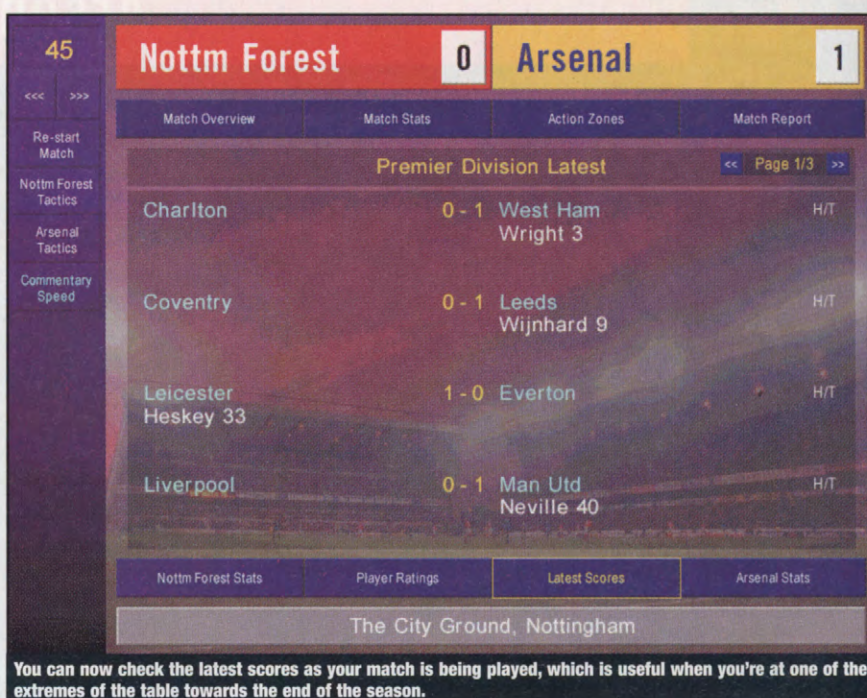 45
Nottm Forest 0 Arsenal 1
<<< >>>
Match Overview Match Stats Action Zones Match Report
Re-start
Match
Premier Division Latest << Page 1/3 >>
Nottm Forest
Tactics
Charlton 0 - 1 West Ham H/T
Wright 3
Arsenal
Tactics
Commentary
Speed
Coventry 0 - 1 Leeds H/T
Wijnhard 9
Leicester 1 - 0 Everton H/T
Heskey 33
Liverpool 0 - 1 Man Utd H/T
Neville 40
Nottm Forest Stats Player Ratings Latest Scores Arsenal Stats
The City Ground, Nottingham
You can now check the latest scores as your match is being played, which is useful when you're at one of the
extremes of the table towards the end of the season.